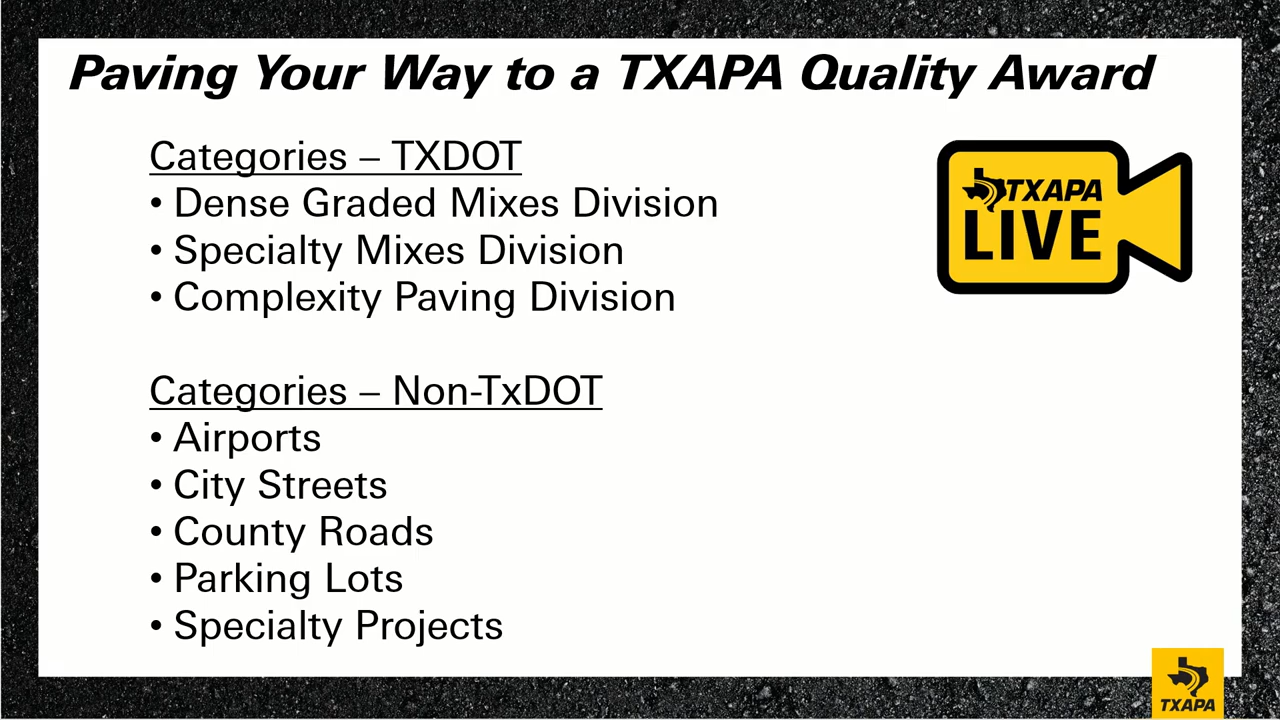 Paving Your Way to a TXAPA Quality Award
Categories – TXDOT
• Dense Graded Mixes Division
• Specialty Mixes Division
• Complexity Paving Division
TXAPA
LIVE
Categories – Non-TxDOT
• Airports
• City Streets
• County Roads
• Parking Lots
• Specialty Projects
TXAPA